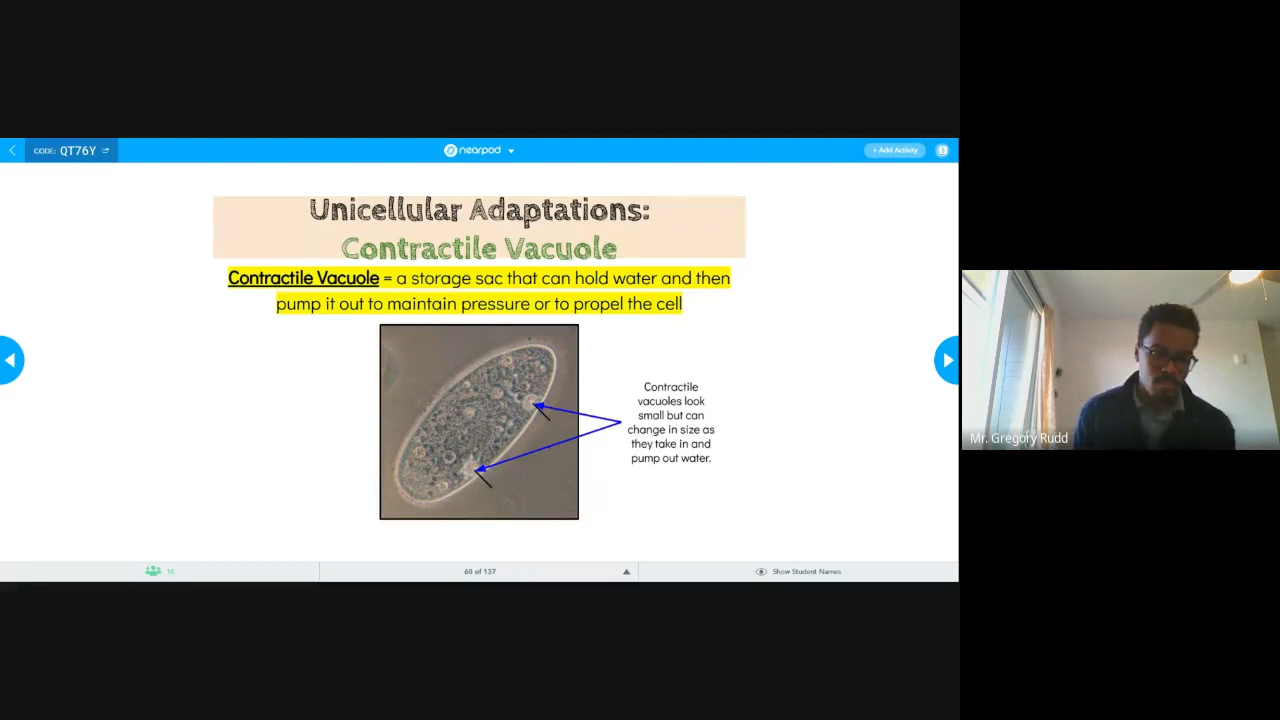 CODE: QT76Y
nearpod
+ Add Activity
Unicellular Adaptations:
Contractile Vacuole
Contractile Vacuole = a storage sac that can hold water and then
pump it out to maintain pressure or to propel the cell
Contractile
vacuoles look
small but can
change in size as
they take in and
pump out water.
Mr. Gregory Rudd
68 of 137
Show Student Names